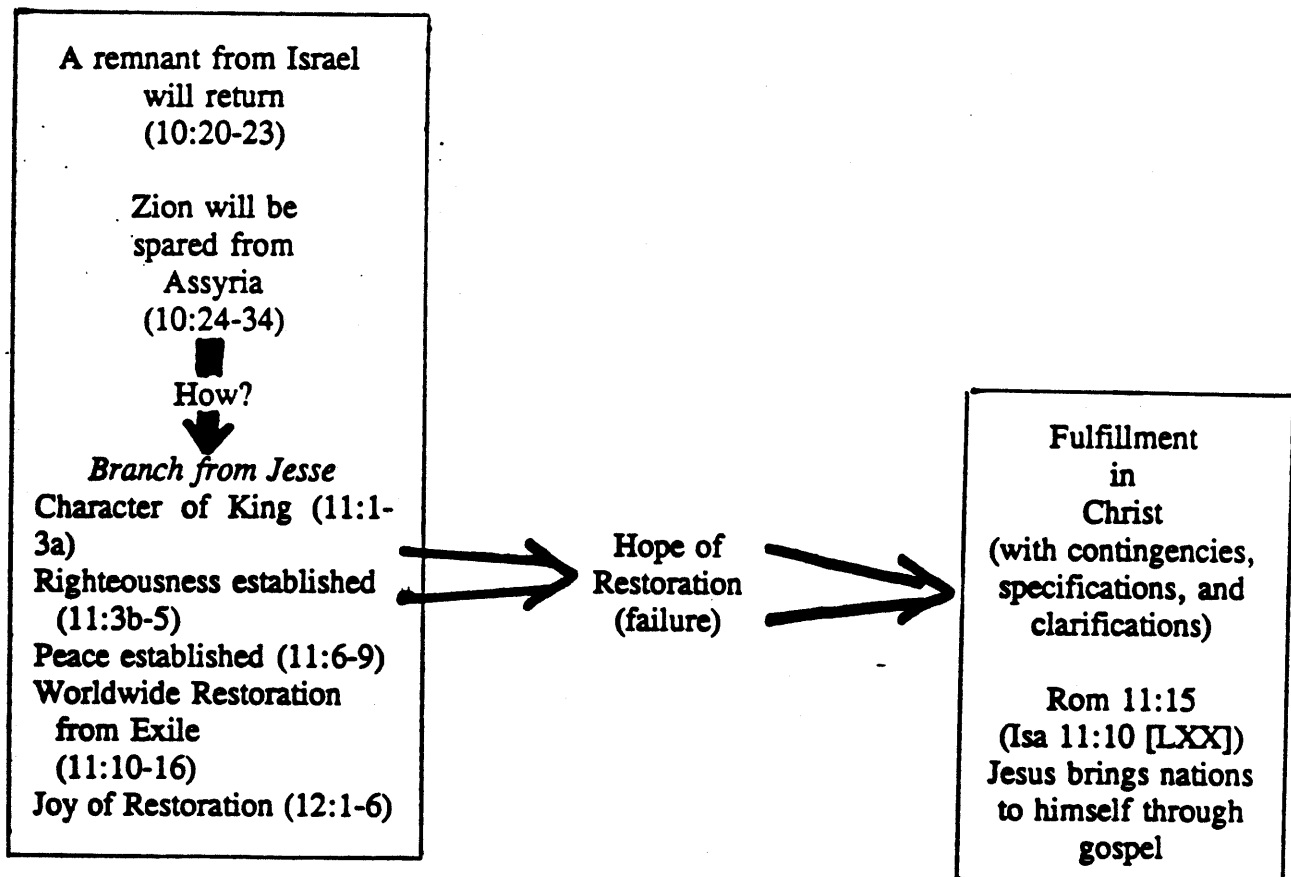 A remnant from Israel
will return
(10:20-23)
Zion will be
spared from
Assyria
(10:24-34)
How?
Branch from Jesse
Character of King (11:1-
3a)
Righteousness established
(11:3b-5)
Peace established (11:6-9)
Worldwide Restoration
from Exile
(11:10-16)
Joy of Restoration (12:1-6)
Hope of
Restoration
(failure)
Fulfillment
in
Christ
(with contingencies,
specifications, and
clarifications)
Rom 11:15
(Isa 11:10 [LXX])
Jesus brings nations
to himself through
gospel